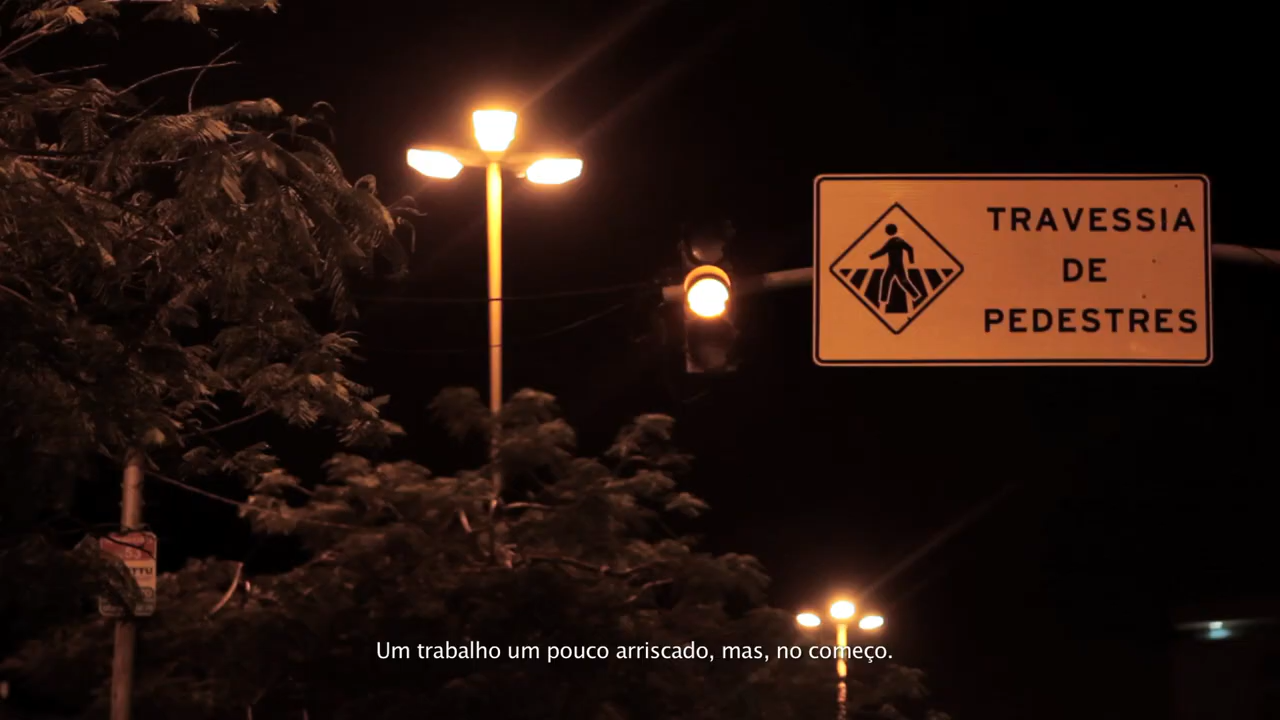 TRAVESSIA
DE
PEDESTRES
Um trabalho um pouco arriscado, mas, no começo.